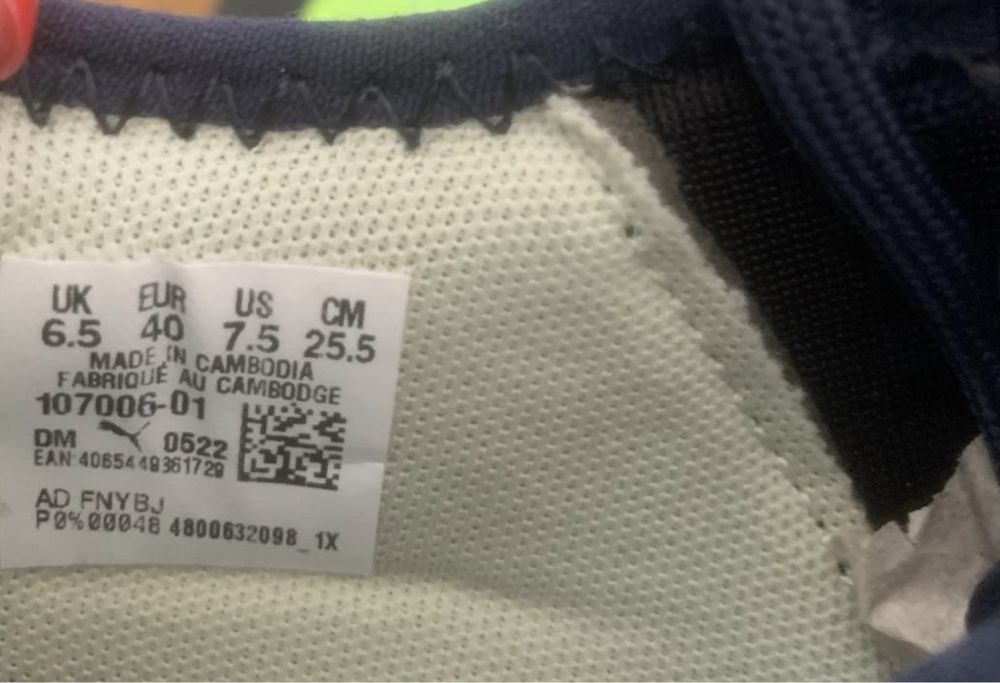 UK EUR US CM
6.5 40 7.5 25.5
MADE IN CAMBODIA
FABRIQUÉ AU CAMBODGE
107006-01
DM 0522
EAN:4065449361729
AD FNYBJ
P0%00048 4800632098_1X